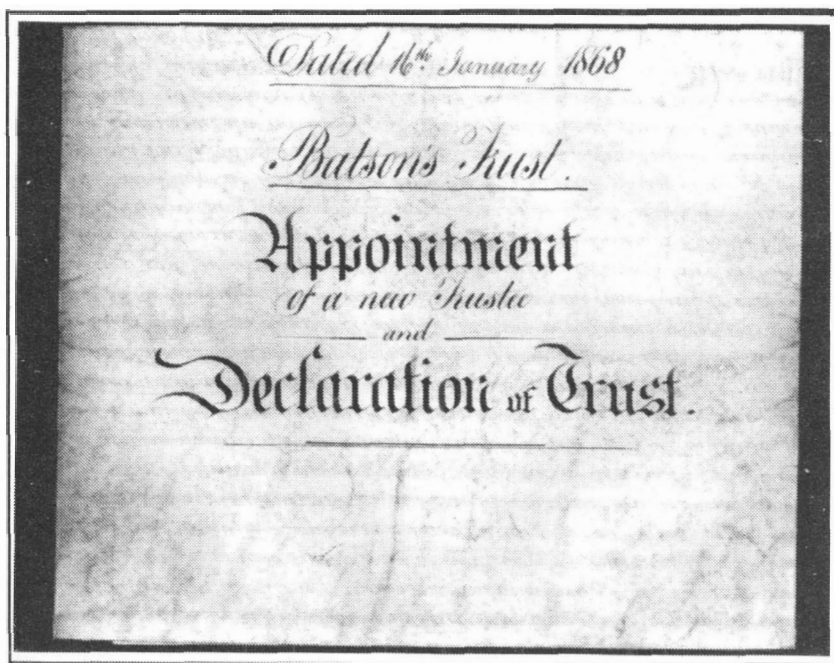 Dated 16th January 1868
Batson's Trust.
Appointment
of a new Trustee
and
Declaration of Trust.